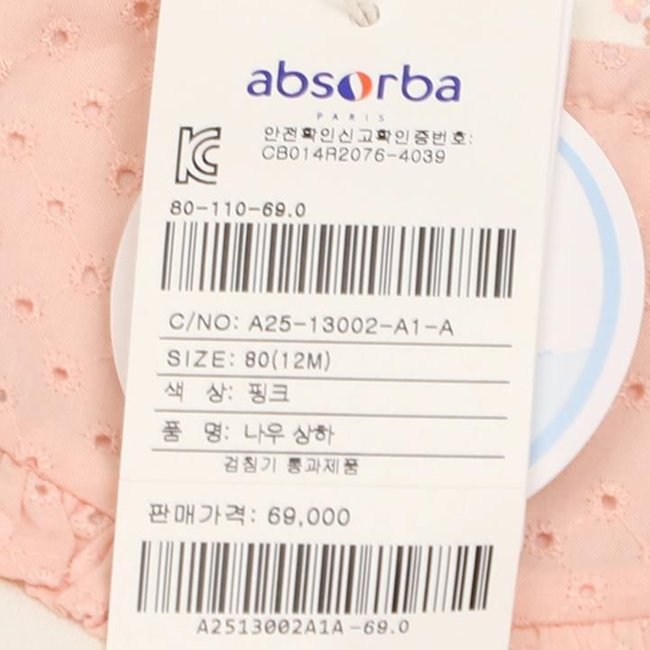 absorba
PARIS
안전확인신고확인증번호:
CB014R2076-4039
80-110-69.0
C/NO: A25-13002-A1-A
SIZE: 80(12M)
색 상: 핑크
품 명: 나우 상하
검침기 통과제품
판매가격: 69,000
A2513002A1A-69.0